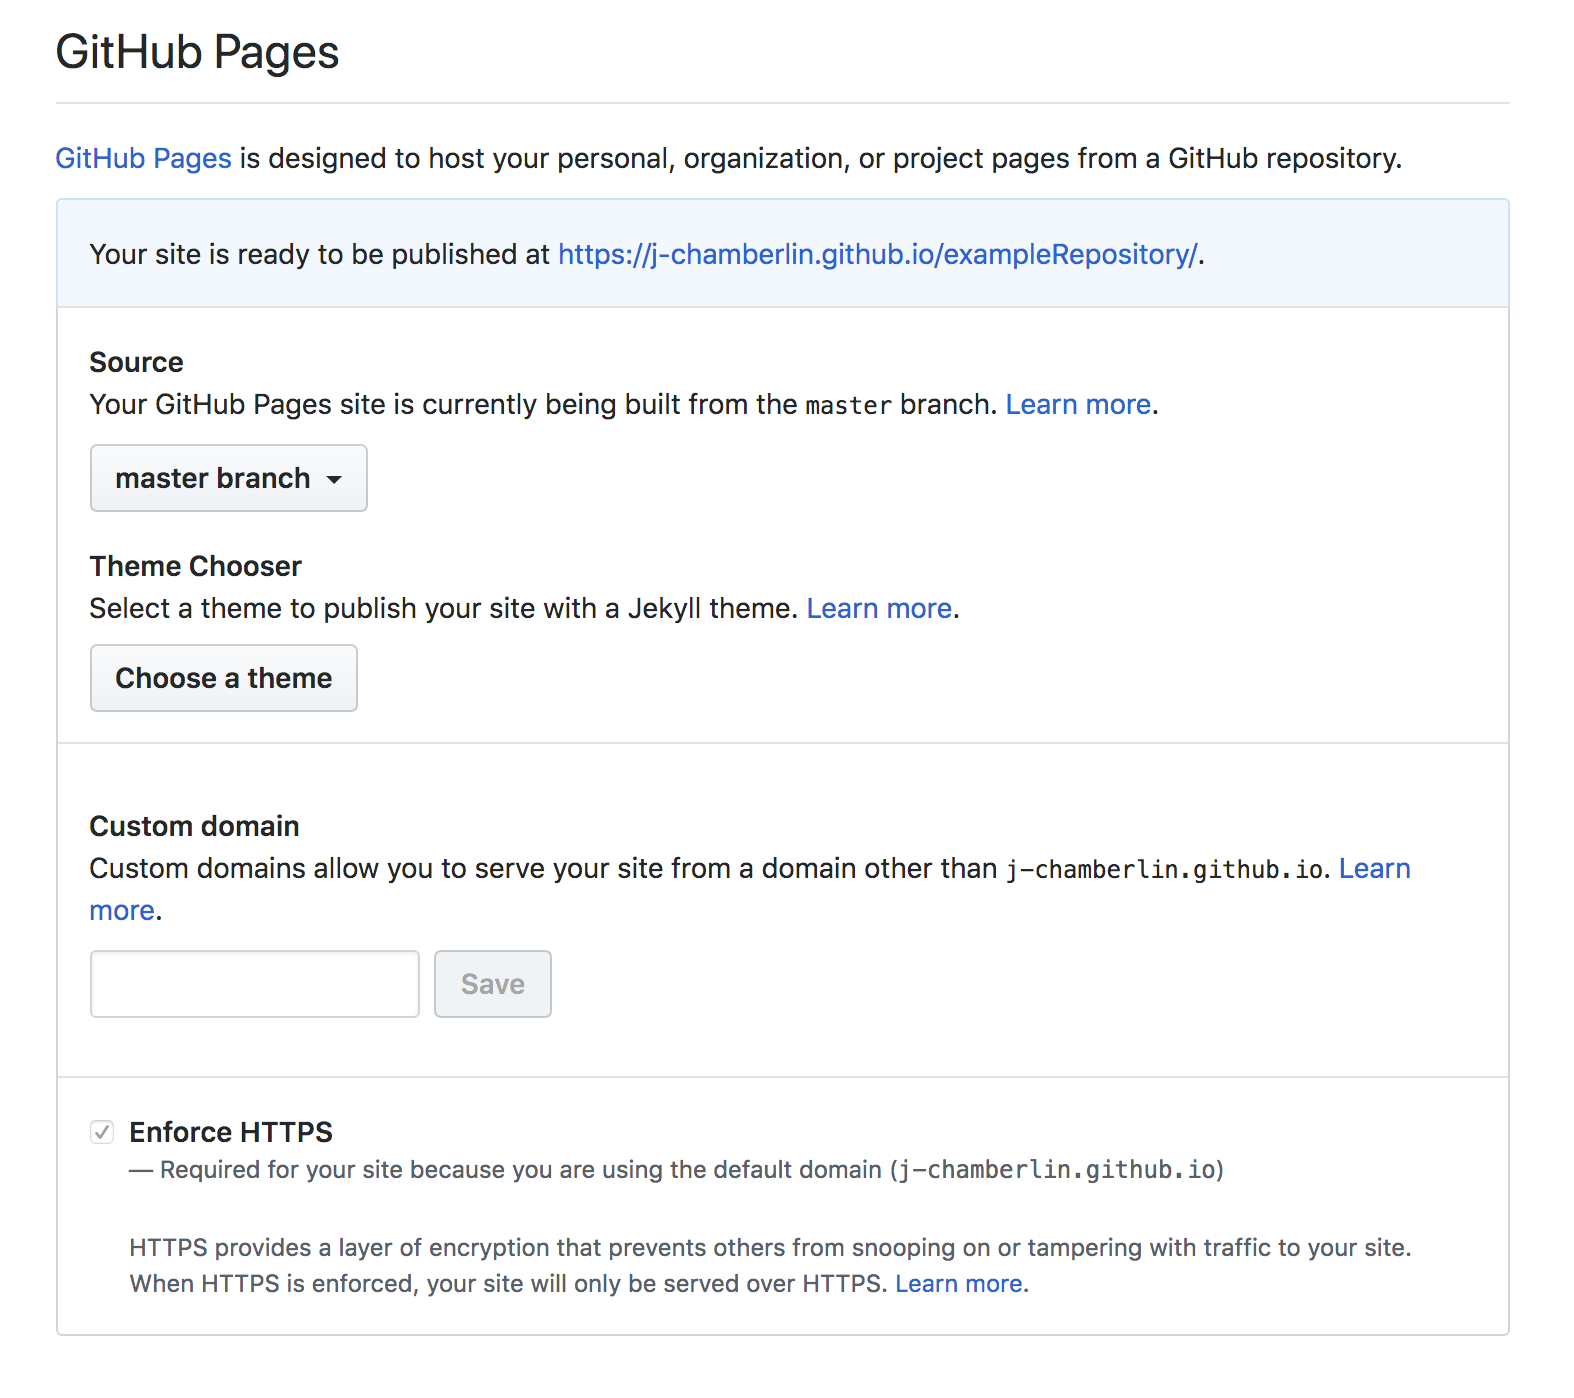 GitHub Pages
GitHub Pages is designed to host your personal, organization, or project pages from a GitHub repository.
Your site is ready to be published at https://j-chamberlin.github.io/exampleRepository/.
Source
Your GitHub Pages site is currently being built from the master branch. Learn more.
master branch
Theme Chooser
Select a theme to publish your site with a Jekyll theme. Learn more.
Choose a theme
Custom domain
Custom domains allow you to serve your site from a domain other than j-chamberlin.github.io. Learn
more.
Save
Enforce HTTPS
— Required for your site because you are using the default domain (j-chamberlin.github.io)
HTTPS provides a layer of encryption that prevents others from snooping on or tampering with traffic to your site.
When HTTPS is enforced, your site will only be served over HTTPS. Learn more.